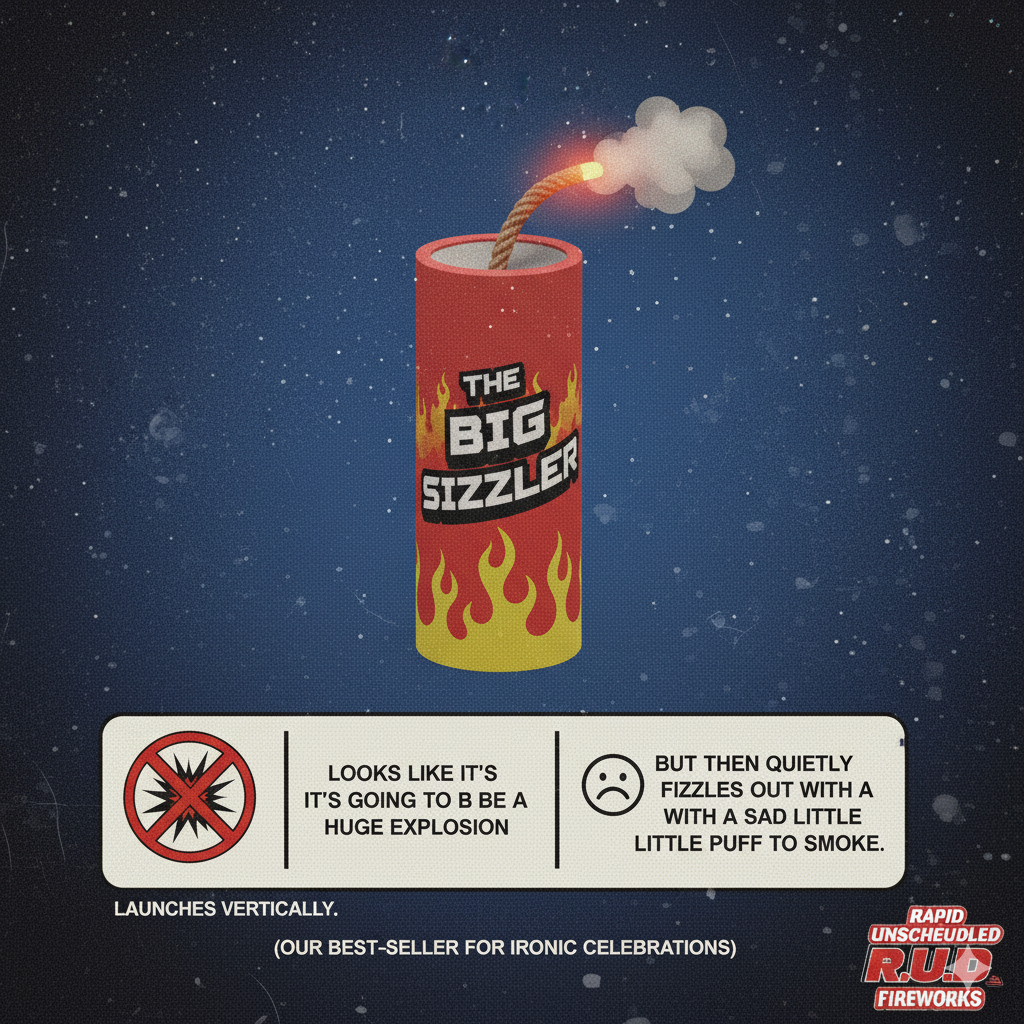 THE
BIG
SIZZLER
LOOKS LIKE IT'S
IT'S GOING TO B BE A
HUGE EXPLOSION
BUT THEN QUIETLY
FIZZLES OUT WITH A
WITH A SAD LITTLE
LITTLE PUFF TO SMOKE.
LAUNCHES VERTICALLY.
(OUR BEST-SELLER FOR IRONIC CELEBRATIONS)
RAPID
UNSCHEUDLED
R.U.D.
FIREWORKS